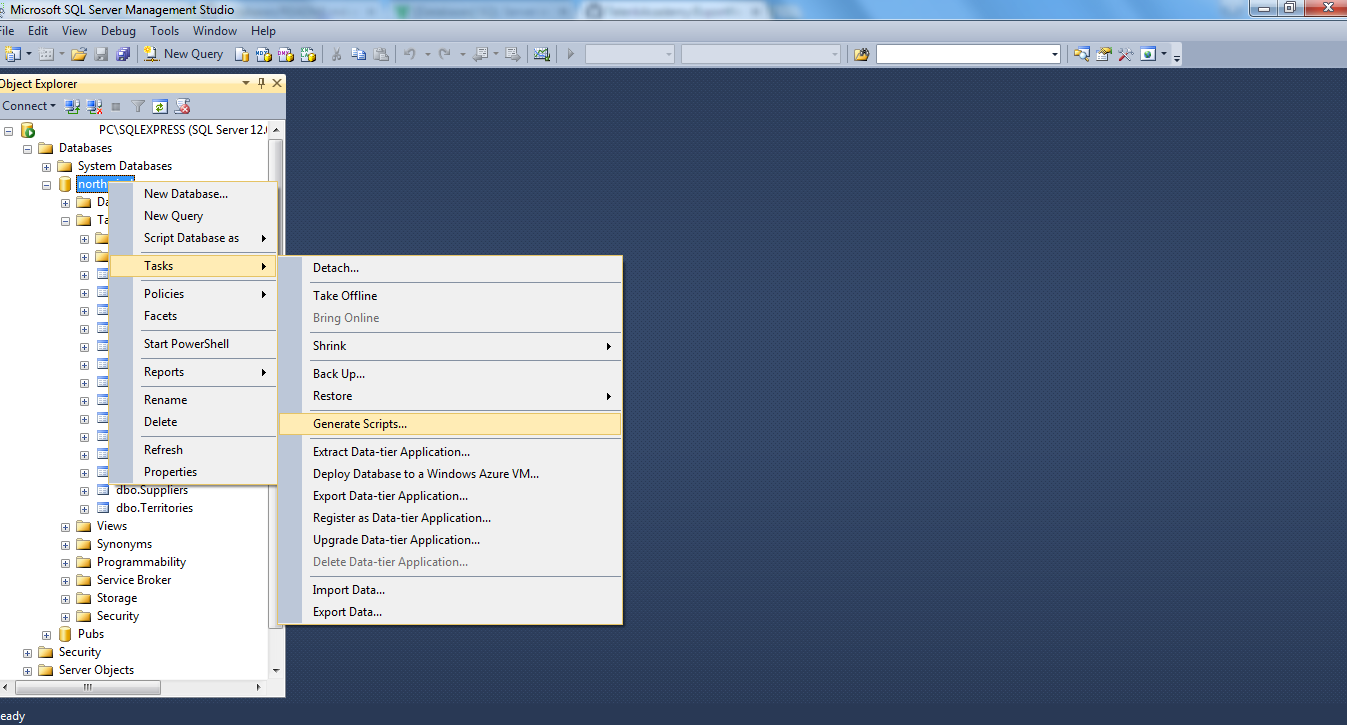 Microsoft SQL Server Management Studio
File Edit View Debug Tools Window Help
New Query
Object Explorer
Connect
PC\SQLEXPRESS (SQL Server 12.
Databases
System Databases
north
New Database...
New Query
Script Database as
Tasks
Policies
Facets
Start PowerShell
Reports
Rename
Delete
Refresh
Properties
Detach...
Take Offline
Bring Online
Shrink
Back Up...
Restore
Generate Scripts...
Extract Data-tier Application...
Deploy Database to a Windows Azure VM...
Export Data-tier Application...
Register as Data-tier Application...
Upgrade Data-tier Application...
Delete Data-tier Application...
Import Data...
Export Data...
Da
Ta
dbo.Suppliers
dbo.Territories
Views
Synonyms
Programmability
Service Broker
Storage
Security
Pubs
Security
Server Objects
eady